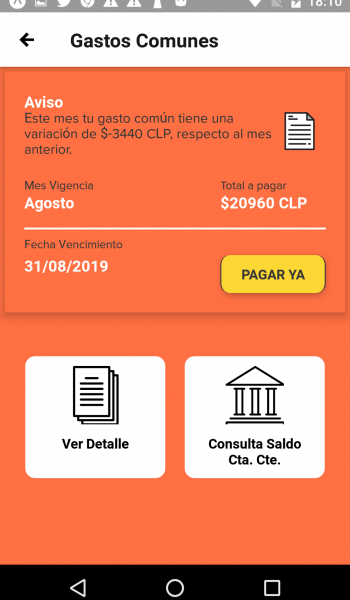 18:10
Gastos Comunes
Aviso
Este mes tu gasto común tiene una
variación de $-3440 CLP, respecto al mes
anterior.
Mes Vigencia
Total a pagar
Agosto
$20960 CLP
Fecha Vencimiento
31/08/2019
PAGAR YA
Ver Detalle
Consulta Saldo
Cta. Cte.